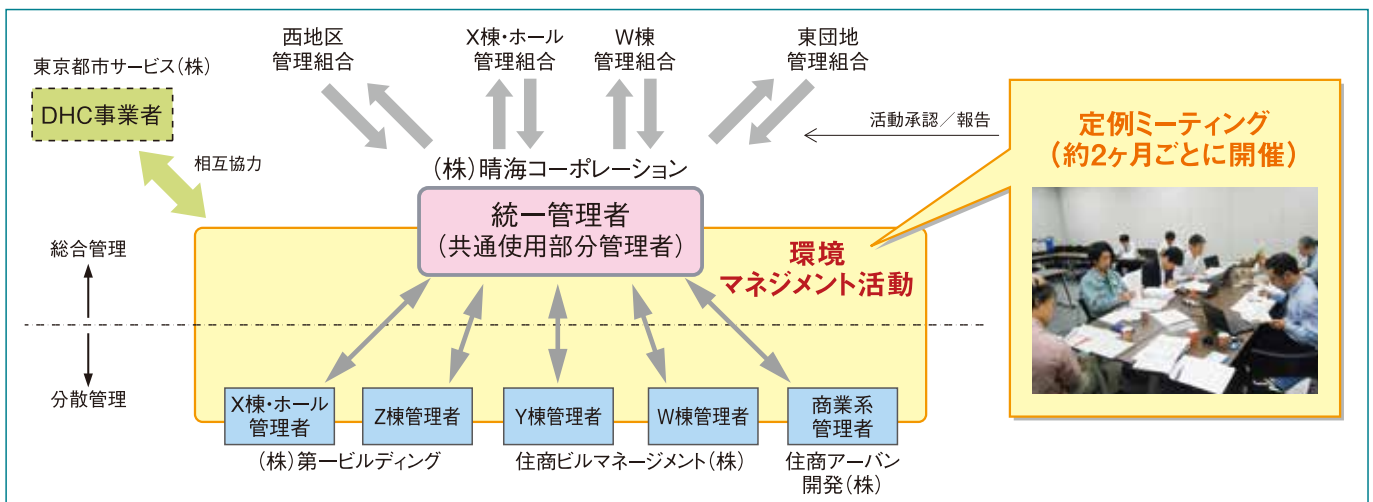 西地区
管理組合
X棟・ホール
管理組合
W棟
管理組合
東団地
管理組合
東京都市サービス(株)
DHC事業者
相互協力
活動承認/報告
定例ミーティング
(約2ヶ月ごとに開催)
(株)晴海コーポレーション
統一管理者
(共通使用部分管理者)
環境
マネジメント活動
総合管理
分散管理
X棟・ホール
管理者
Z棟管理者
Y棟管理者
W棟管理者
商業系
管理者
(株)第一ビルディング
住商ビルマネージメント(株)
住商アーバン
開発(株)